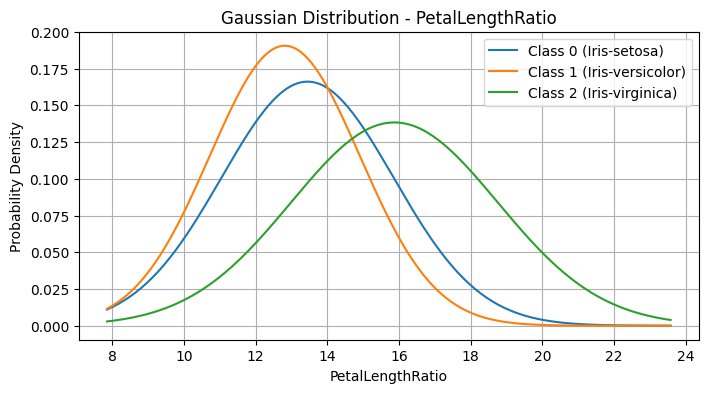 Gaussian Distribution - PetalLengthRatio
Class 0 (Iris-setosa)
Class 1 (Iris-versicolor)
Class 2 (Iris-virginica)
Probability Density
0.200
0.175
0.150
0.125
0.100
0.075
0.050
0.025
0.000
8 10 12 14 16 18 20 22 24
PetalLengthRatio